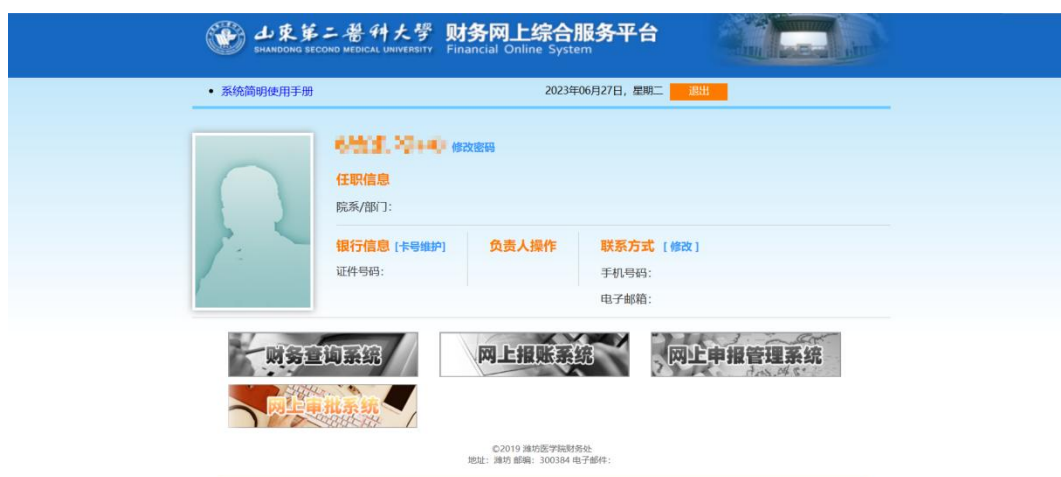 山東第二醫科大學 财务网上综合服务平台
SHANDONG SECOND MEDICAL UNIVERSITY Financial Online System
• 系统简明使用手册 2023年06月27日，星期二 退出
修改密码
任职信息
院系/部门：
银行信息 [卡号维护] 负责人操作 联系方式 [ 修改 ]
证件号码： 手机号码：
电子邮箱：
财务查询系统 网上报账系统 网上申报管理系统
网上审批系统
©2019 潍坊医学院财务处
地址：潍坊 邮编：300384 电子邮件：